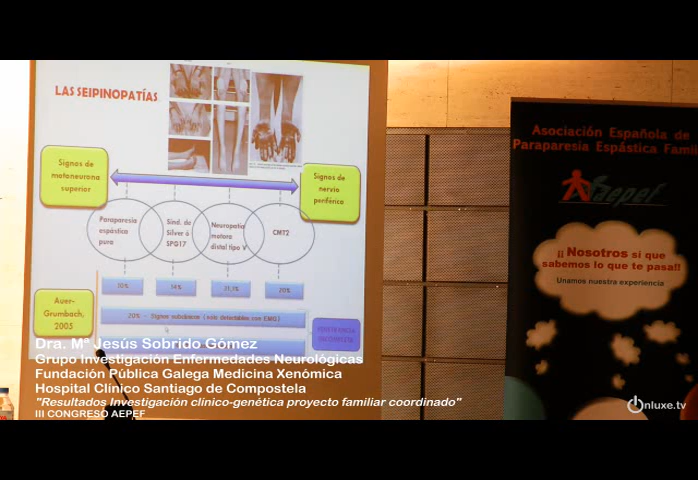 LAS SEIPINOPATÍAS
Signos de
motoneurona
superior
Signos de
nervio
periférico
Paraparesia
espástica
pura
Sínd. de
Silver ó
SPG17
Neuropatía
motora
distal tipo V
CMT2
10%
14%
31,1%
20%
Auer-
Grumbach,
2005
20% - Signos subclínicos (sólo detectables con EMG)
Asociación Española de
Paraparesia Espástica Famil
aepef
¡¡ Nosotros sí que
sabemos lo que te pasa!!
Unamos nuestra experiencia
Dra. Mª Jesús Sobrido Gómez
Grupo Investigación Enfermedades Neurológicas
Fundación Pública Galega Medicina Xenómica
Hospital Clínico Santiago de Compostela
"Resultados Investigación clínico-genética proyecto familiar coordinado"
III CONGRESO AEPEF
Onluxe.tv